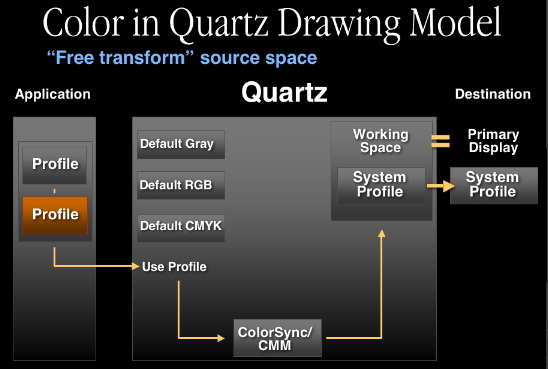 Color in Quartz Drawing Model
“Free transform” source space
Application
Quartz
Destination
Profile
Profile
Default Gray
Default RGB
Default CMYK
Use Profile
ColorSync/
CMM
Working
Space
System
Profile
Primary
Display
System
Profile